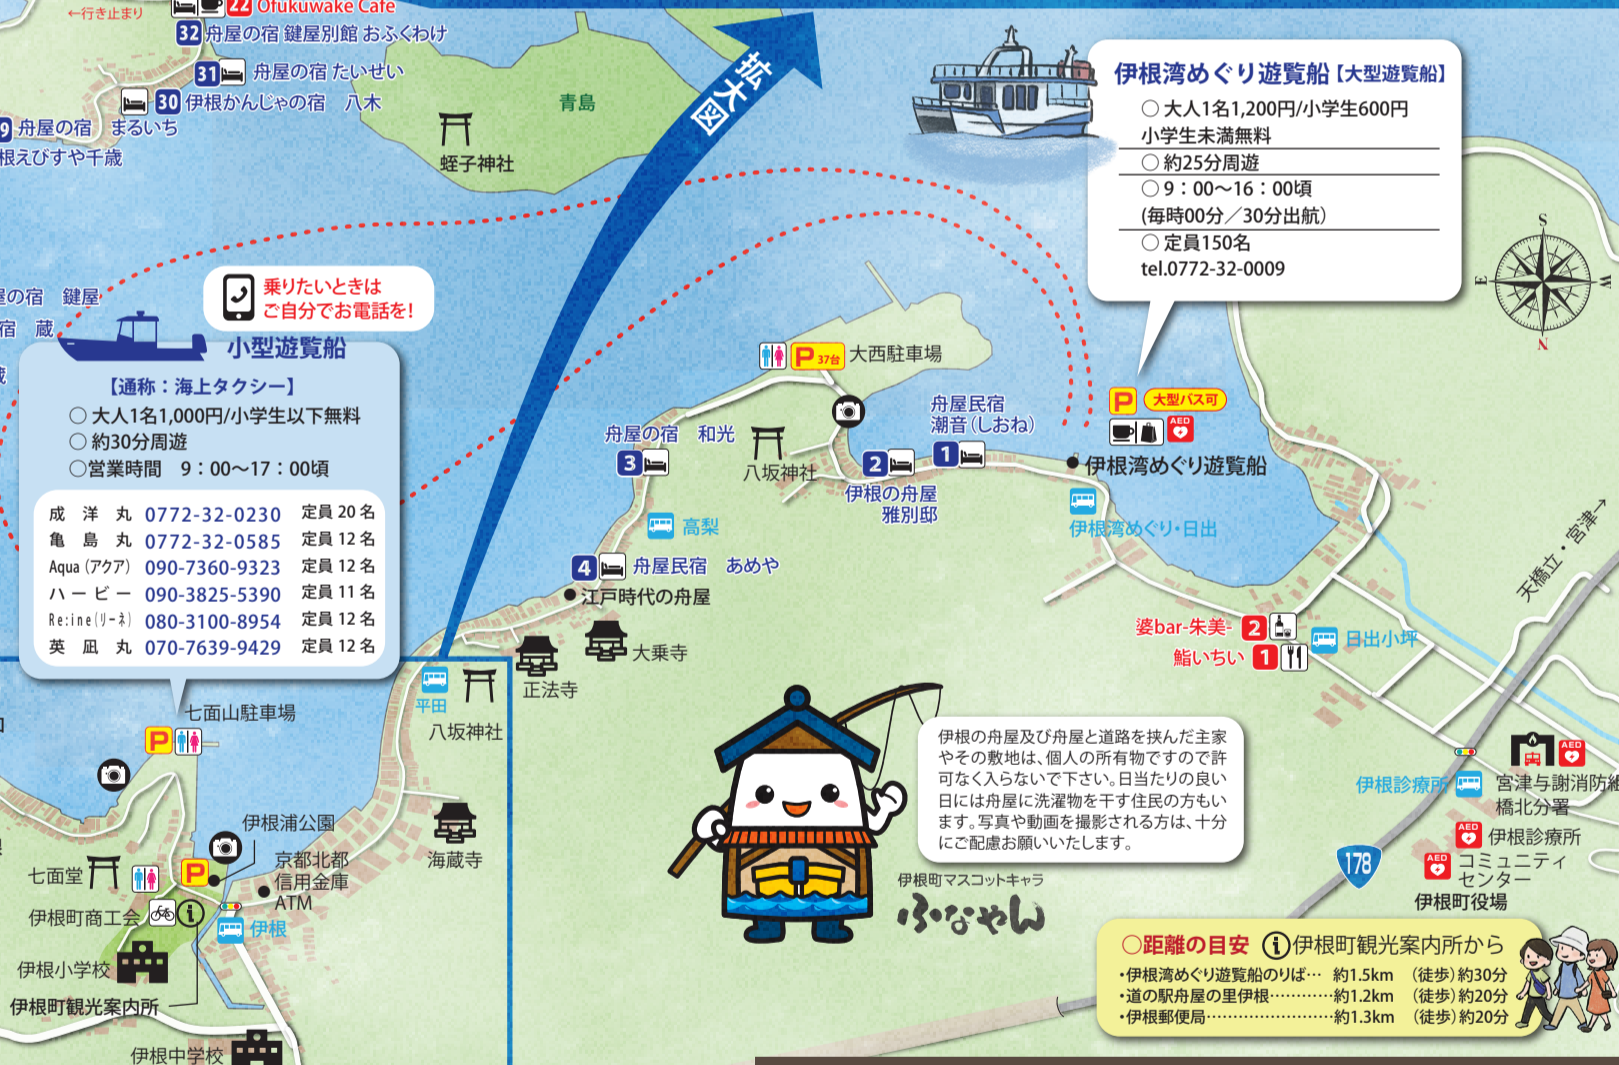 ←行き止まり
22 Ofukuwake Cafe
32 舟屋の宿 鍵屋別館 おふくわけ
31 舟屋の宿 たいせい
30 伊根かんじゃの宿 八木
9 舟屋の宿 まるいち
根えびすや千歳
青島
蛭子神社
拡大図
伊根湾めぐり遊覧船【大型遊覧船】
○ 大人1名1,200円/小学生600円
小学生未満無料
○ 約25分周遊
○ 9：00〜16：00頃
(毎時00分／30分出航)
○ 定員150名
tel.0772-32-0009
S
E
W
N
乗りたいときは
ご自分でお電話を!
屋の宿 鍵屋
宿 蔵
蔵
小型遊覧船
【通称：海上タクシー】
○ 大人1名1,000円/小学生以下無料
○ 約30分周遊
○営業時間 9：00〜17：00頃
成洋丸 0772-32-0230 定員 20 名
亀島丸 0772-32-0585 定員 12 名
Aqua（アクア） 090-7360-9323 定員 12 名
ハービー 090-3825-5390 定員 11 名
Re:ine(リーネ) 080-3100-8954 定員 12 名
英凪丸 070-7639-9429 定員 12 名
P 37台 大西駐車場
舟屋民宿
潮音（しおね）
1
舟屋の宿 和光
3
八坂神社
2
伊根の舟屋
雅別邸
P 大型バス可
AED
伊根湾めぐり遊覧船
伊根湾めぐり・日出
高梨
4 舟屋民宿 あめや
江戸時代の舟屋
大乗寺
正法寺
平田
八坂神社
天橋立・宮津→
婆bar-朱美- 2
鮨いちい 1
日出小坪
七面山駐車場
P
伊根の舟屋及び舟屋と道路を挟んだ主家
やその敷地は、個人の所有物ですので許
可なく入らないで下さい。日当たりの良い
日には舟屋に洗濯物を干す住民の方もい
ます。写真や動画を撮影される方は、十分
にご配慮お願いいたします。
伊根町マスコットキャラ
ふなやん
伊根診療所
AED
宮津与謝消防組
橋北分署
AED 伊根診療所
AED コミュニティ
センター
伊根町役場
178
伊根浦公園
京都北都
信用金庫
ATM
海蔵寺
七面堂
P
伊根町商工会
i
伊根
伊根小学校
伊根町観光案内所
伊根中学校
○距離の目安 i 伊根町観光案内所から
・伊根湾めぐり遊覧船のりば… 約1.5km （徒歩）約30分
・道の駅舟屋の里伊根…………約1.2km （徒歩）約20分
・伊根郵便局……………………約1.3km （徒歩）約20分